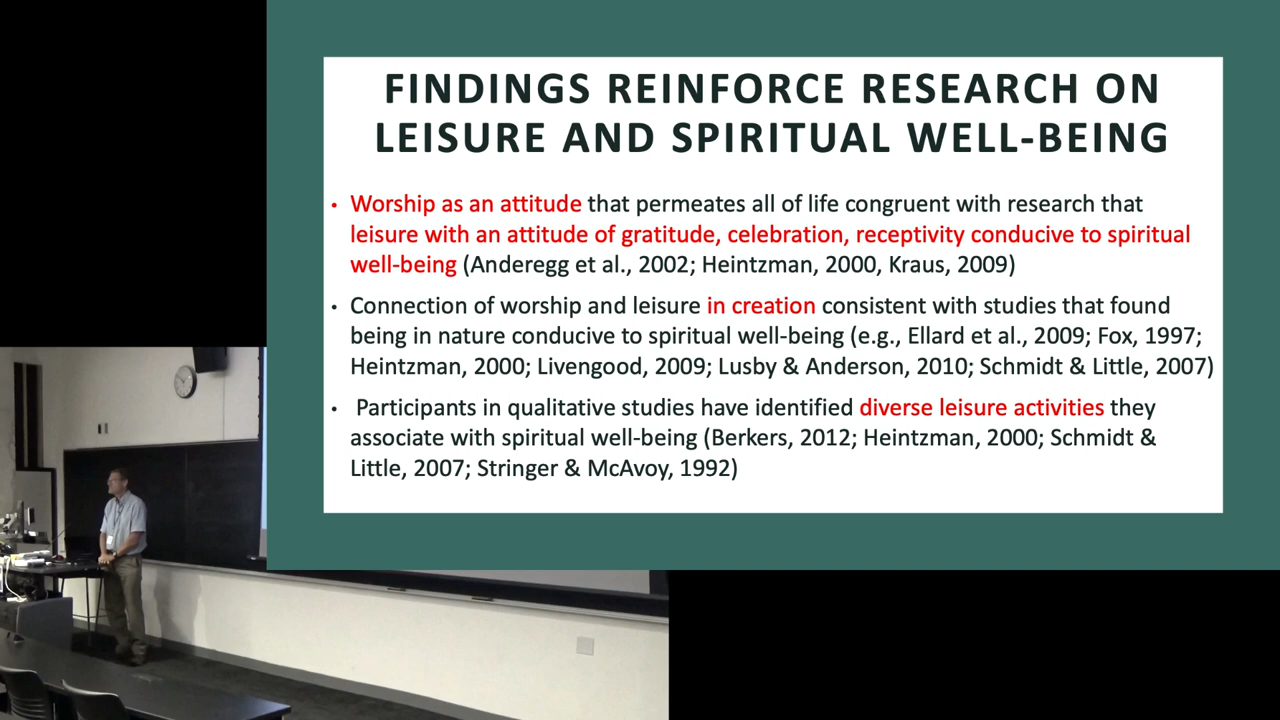 FINDINGS REINFORCE RESEARCH ON
LEISURE AND SPIRITUAL WELL-BEING
• Worship as an attitude that permeates all of life congruent with research that
leisure with an attitude of gratitude, celebration, receptivity conducive to spiritual
well-being (Anderegg et al., 2002; Heintzman, 2000, Kraus, 2009)
• Connection of worship and leisure in creation consistent with studies that found
being in nature conducive to spiritual well-being (e.g., Ellard et al., 2009; Fox, 1997;
Heintzman, 2000; Livengood, 2009; Lusby & Anderson, 2010; Schmidt & Little, 2007)
• Participants in qualitative studies have identified diverse leisure activities they
associate with spiritual well-being (Berkers, 2012; Heintzman, 2000; Schmidt &
Little, 2007; Stringer & McAvoy, 1992)